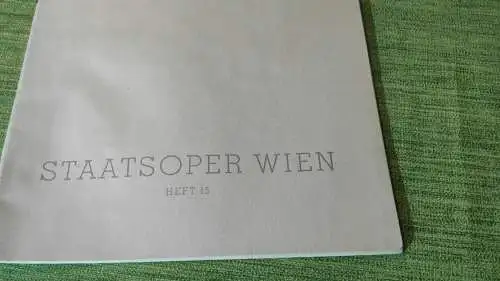 STAATSOPER WIEN
HEFT 15